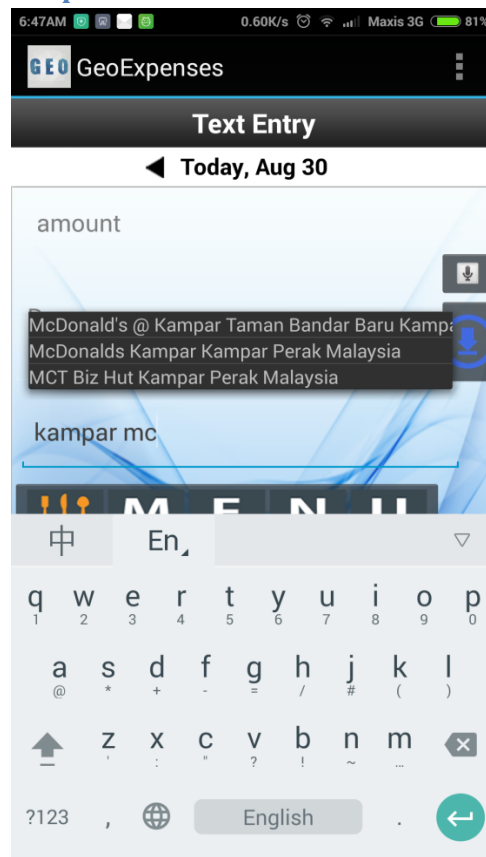 6:47AM 0.60K/s Maxis 3G 81%
GEO GeoExpenses
Text Entry
Today, Aug 30
amount
McDonald's @ Kampar Taman Bandar Baru Kampa
McDonalds Kampar Kampar Perak Malaysia
MCT Biz Hut Kampar Perak Malaysia
kampar mc
MENU
中 En
q w e r t y u i o p
1 2 3 4 5 6 7 8 9 0
a s d f g h j k l
@ * + - = / # ( )
z x c v b n m
' : " ? ! ~ ...
?123 , English .